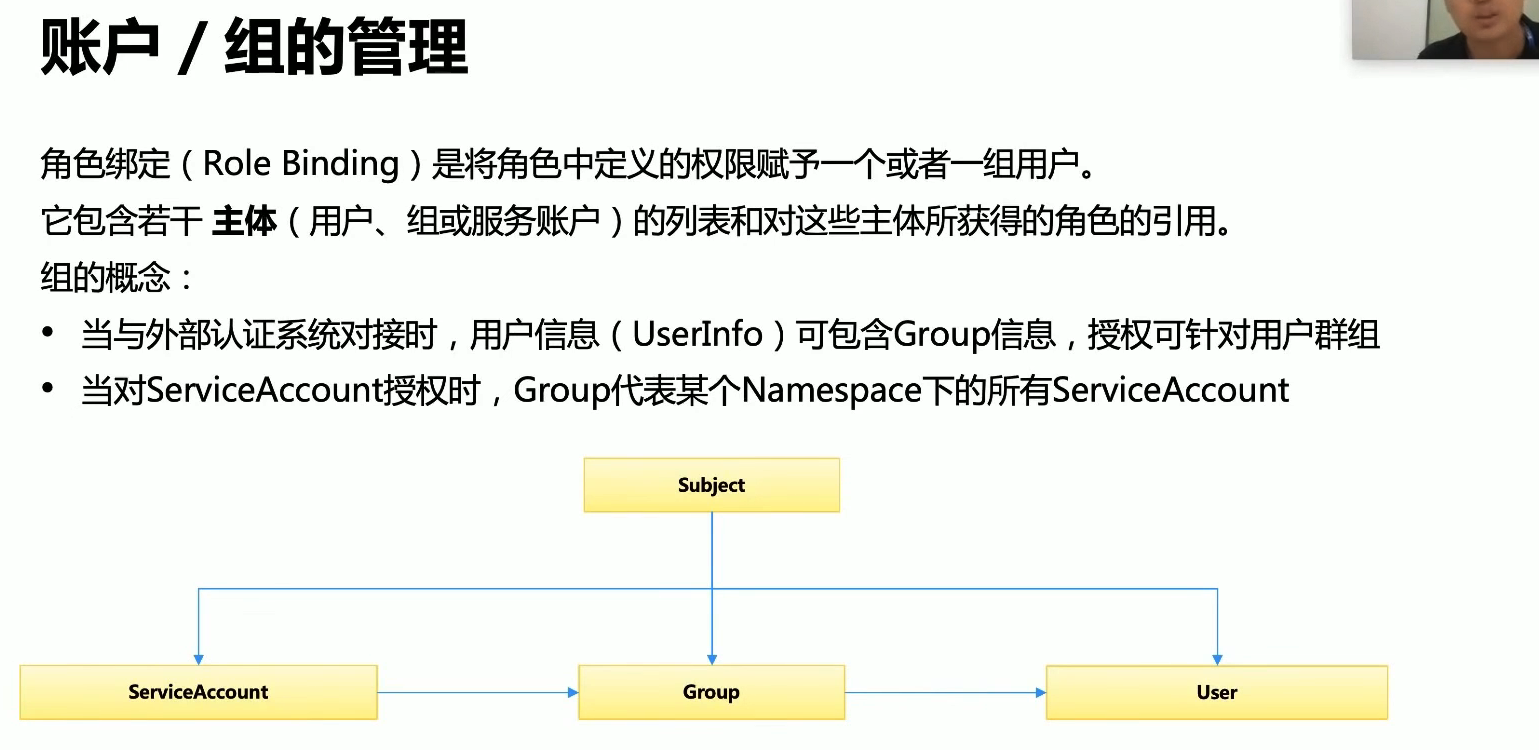 账户 / 组的管理
角色绑定（Role Binding）是将角色中定义的权限赋予一个或者一组用户。
它包含若干 主体（用户、组或服务账户）的列表和对这些主体所获得的角色的引用。
组的概念：
• 当与外部认证系统对接时，用户信息（UserInfo）可包含Group信息，授权可针对用户群组
• 当对ServiceAccount授权时，Group代表某个Namespace下的所有ServiceAccount
Subject
ServiceAccount
Group
User